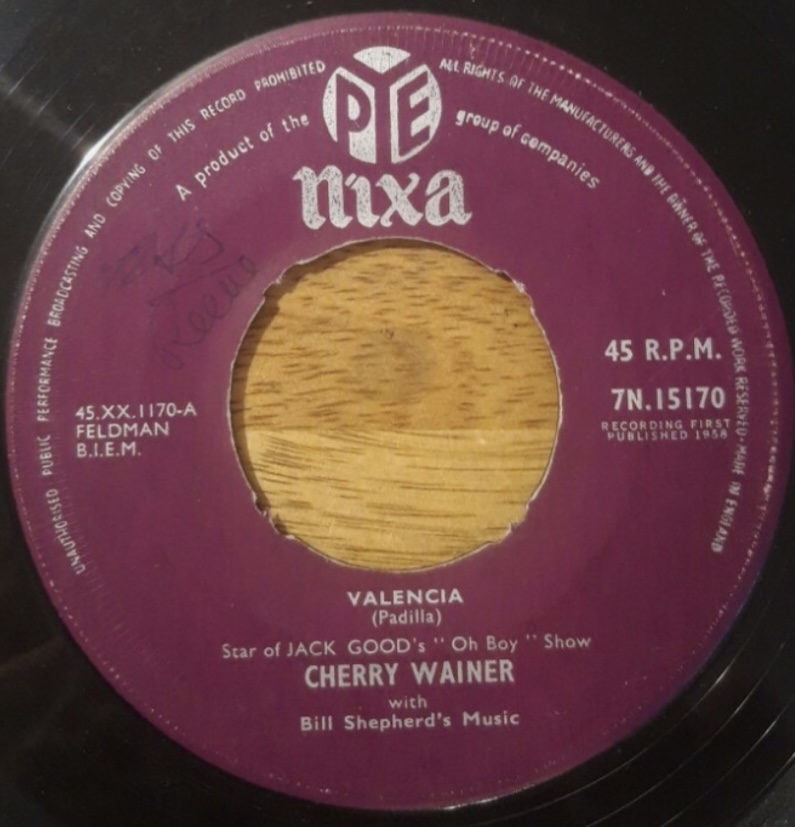 UNAUTHORISED PUBLIC PERFORMANCE BROADCASTING AND COPYING OF THIS RECORD PROHIBITED
ALL RIGHTS OF THE MANUFACTURERS AND THE OWNER OF THE RECORDED WORK RESERVED-MADE IN ENGLAND
A product of the
PYE
group of companies
nixa
45 R.P.M.
7N.15170
RECORDING FIRST
PUBLISHED 1958
45.XX.1170-A
FELDMAN
B.I.E.M.
VALENCIA
(Padilla)
Star of JACK GOOD's "Oh Boy" Show
CHERRY WAINER
with
Bill Shepherd's Music